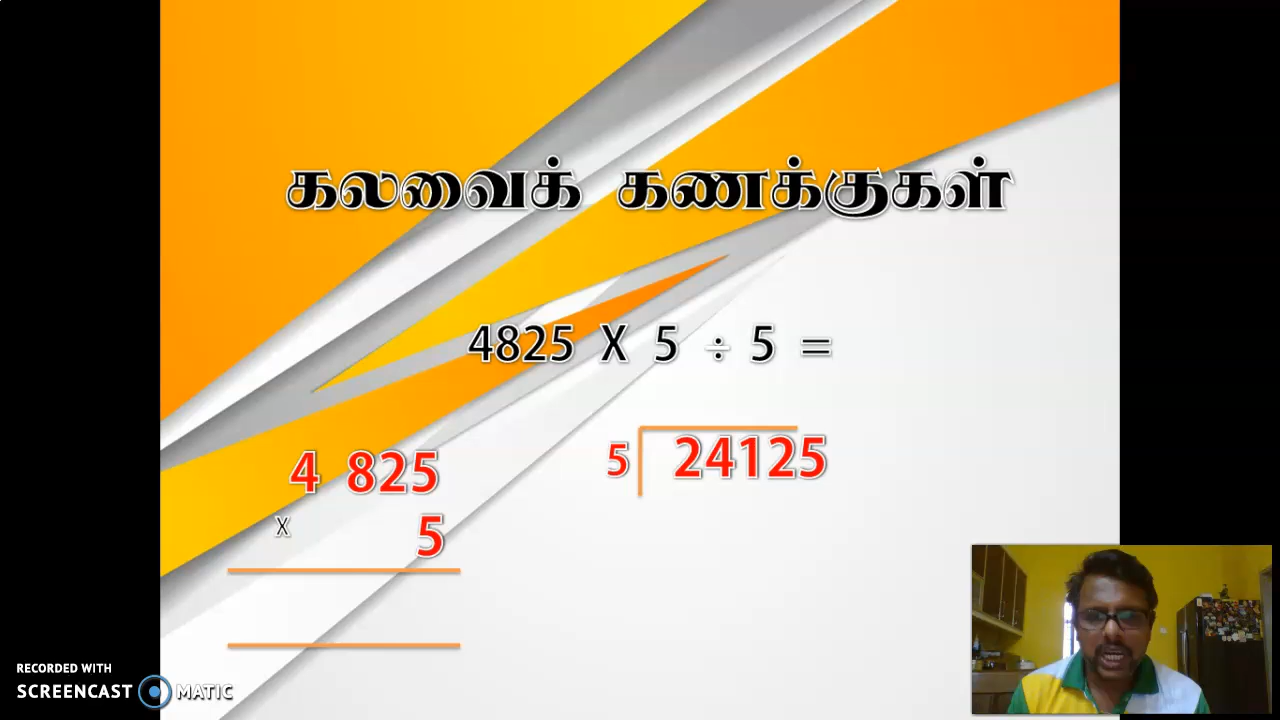 கலவைக் கணக்குகள்
4825 X 5 ÷ 5 =
4 825
X 5
5 24125
RECORDED WITH
SCREENCAST MATIC